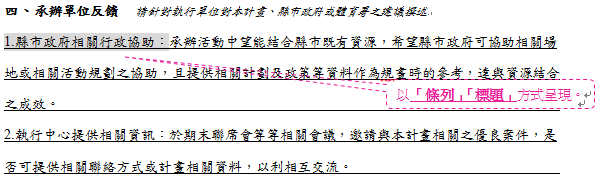 四、承辦單位反饋 請針對執行單位對本計畫、縣市政府或體育署之建議撰述。
1.縣市政府相關行政協助：承辦活動中望能結合縣市既有資源，希望縣市政府可協助相關場
地或相關活動規劃之協助，且提供相關計劃及政策等資料作為規畫時的參考，達與資源結合
之成效。
以「條列」「標題」方式呈現。
2.執行中心提供相關資訊：於期末聯席會等等相關會議，邀請與本計畫相關之優良案件，是
否可提供相關聯絡方式或計畫相關資料，以利相互交流。